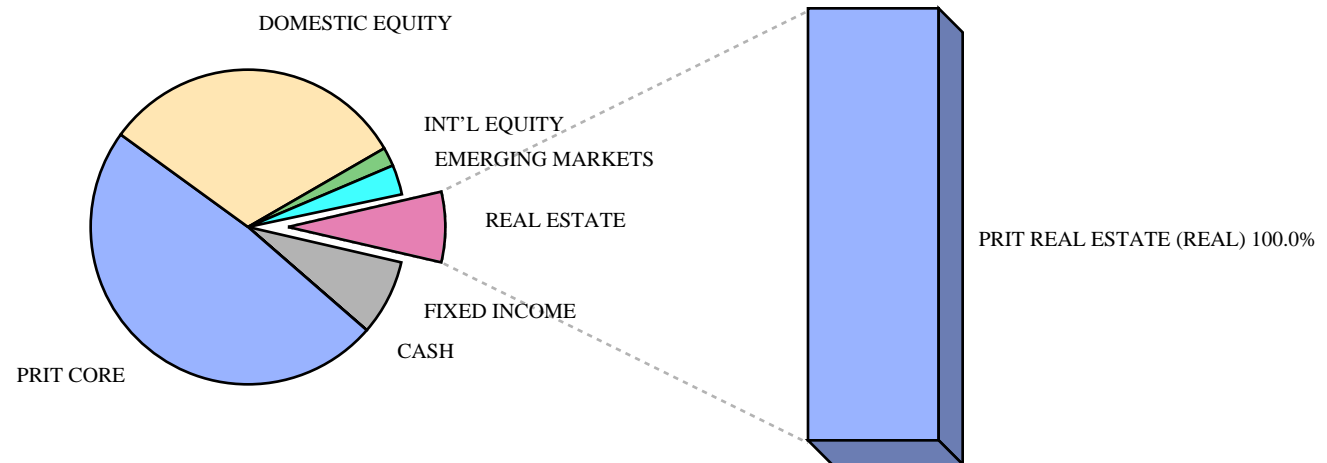 DOMESTIC EQUITY
INT'L EQUITY
EMERGING MARKETS
REAL ESTATE
PRIT REAL ESTATE (REAL) 100.0%
FIXED INCOME
CASH
PRIT CORE